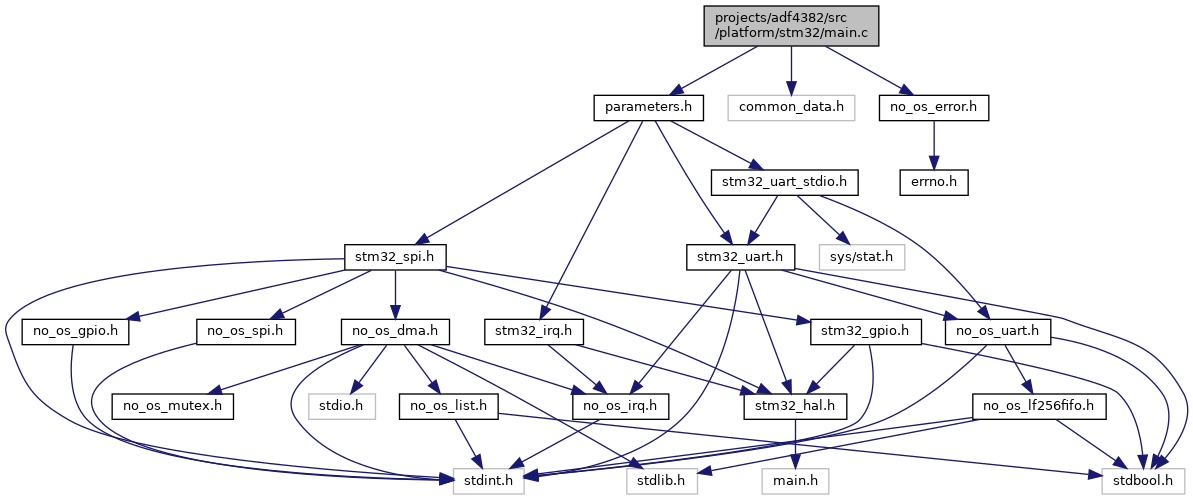 projects/adf4382/src
/platform/stm32/main.c
parameters.h
common_data.h
no_os_error.h
stm32_uart_stdio.h
errno.h
stm32_spi.h
stm32_uart.h
sys/stat.h
no_os_gpio.h
no_os_spi.h
no_os_dma.h
stm32_irq.h
stm32_gpio.h
no_os_uart.h
no_os_mutex.h
stdio.h
no_os_list.h
no_os_irq.h
stm32_hal.h
no_os_lf256fifo.h
stdint.h
stdlib.h
main.h
stdbool.h